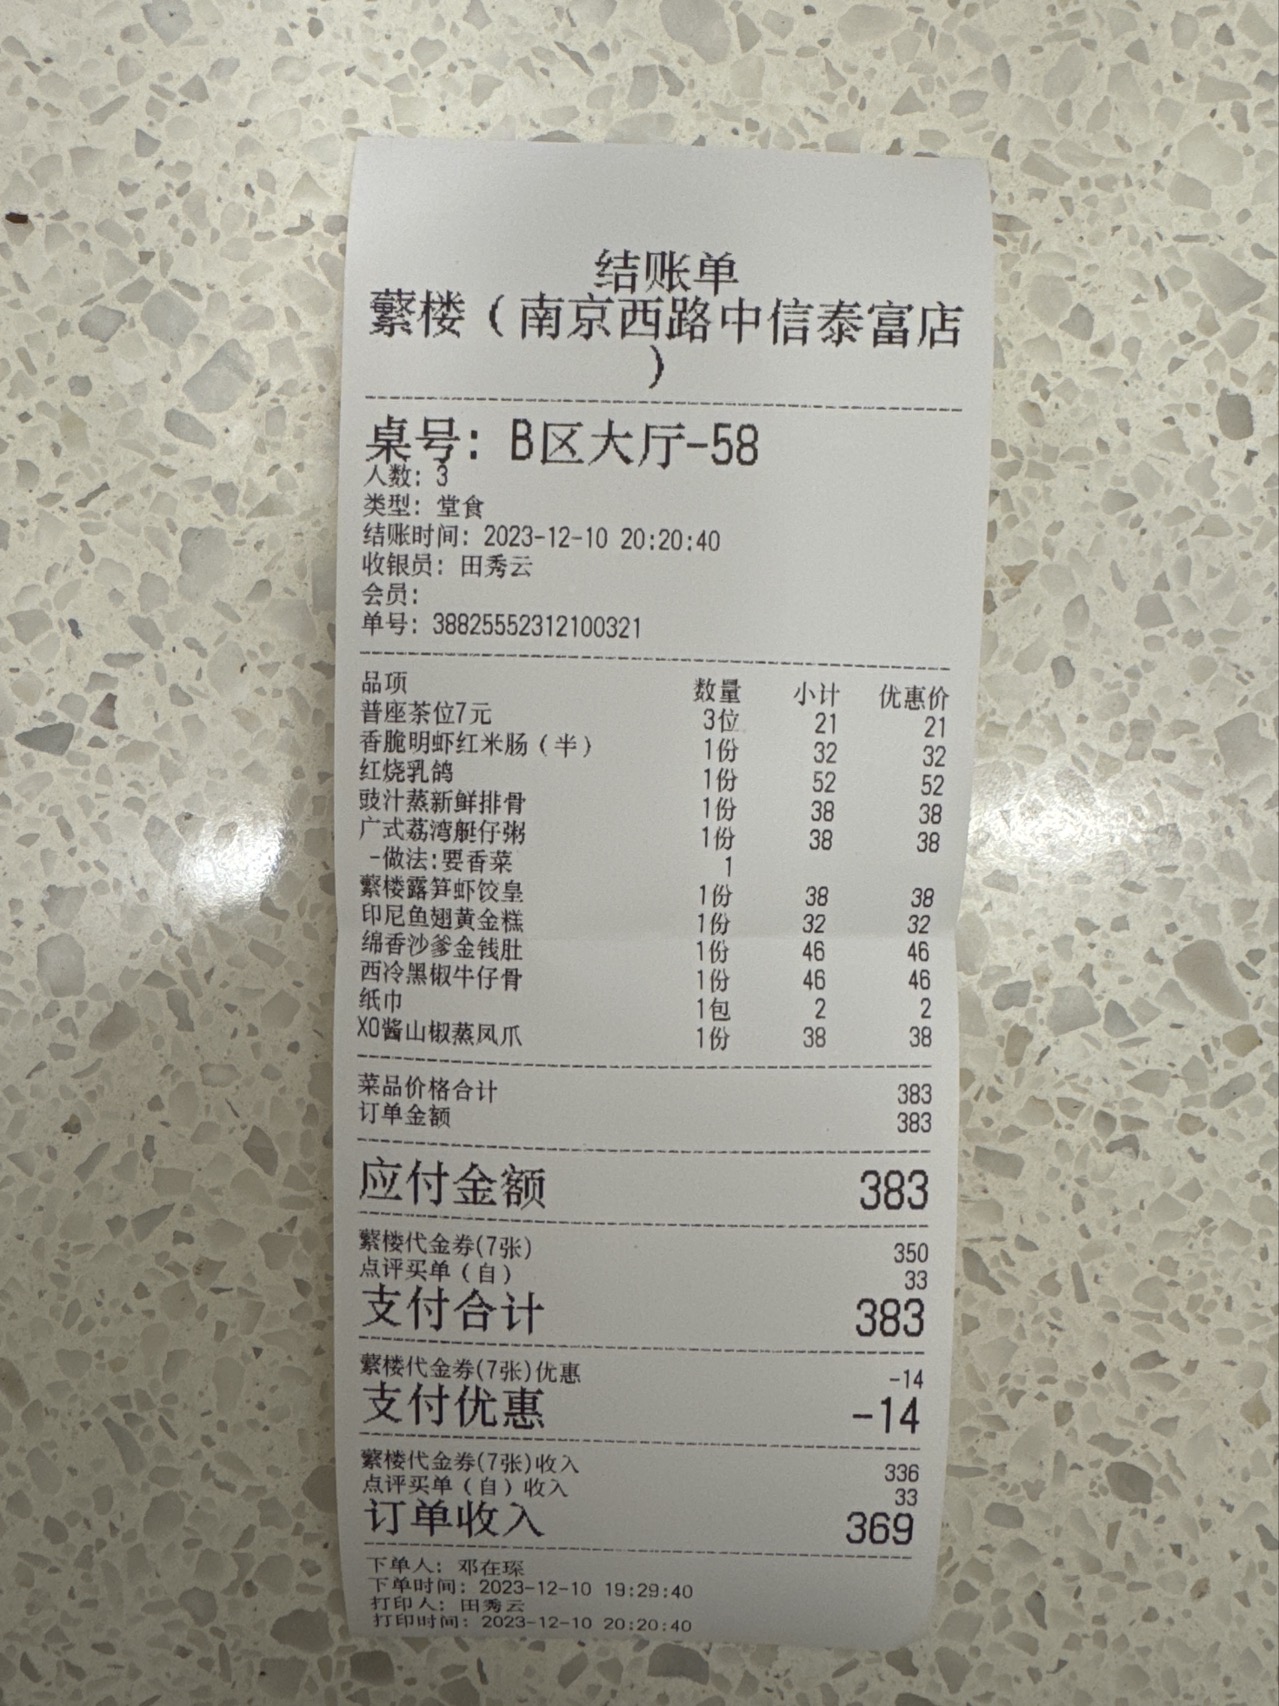 结账单
蘩楼（南京西路中信泰富店
）
桌号: B区大厅-58
人数: 3
类型: 堂食
结账时间: 2023-12-10 20:20:40
收银员: 田秀云
会员:
单号: 38825552312100321
品项 数量 小计 优惠价
普座茶位7元 3位 21 21
香脆明虾红米肠（半） 1份 32 32
红烧乳鸽 1份 52 52
豉汁蒸新鲜排骨 1份 38 38
广式荔湾艇仔粥 1份 38 38
-做法:要香菜 1
蘩楼露笋虾饺皇 1份 38 38
印尼鱼翅黄金糕 1份 32 32
绵香沙爹金钱肚 1份 46 46
西冷黑椒牛仔骨 1份 46 46
纸巾 1包 2 2
XO酱山椒蒸凤爪 1份 38 38
菜品价格合计 383
订单金额 383
应付金额 383
蘩楼代金券(7张) 350
点评买单（自） 33
支付合计 383
蘩楼代金券(7张)优惠 -14
支付优惠 -14
蘩楼代金券(7张)收入 336
点评买单（自）收入 33
订单收入 369
下单人: 邓在琛
下单时间: 2023-12-10 19:29:40
打印人: 田秀云
打印时间: 2023-12-10 20:20:40